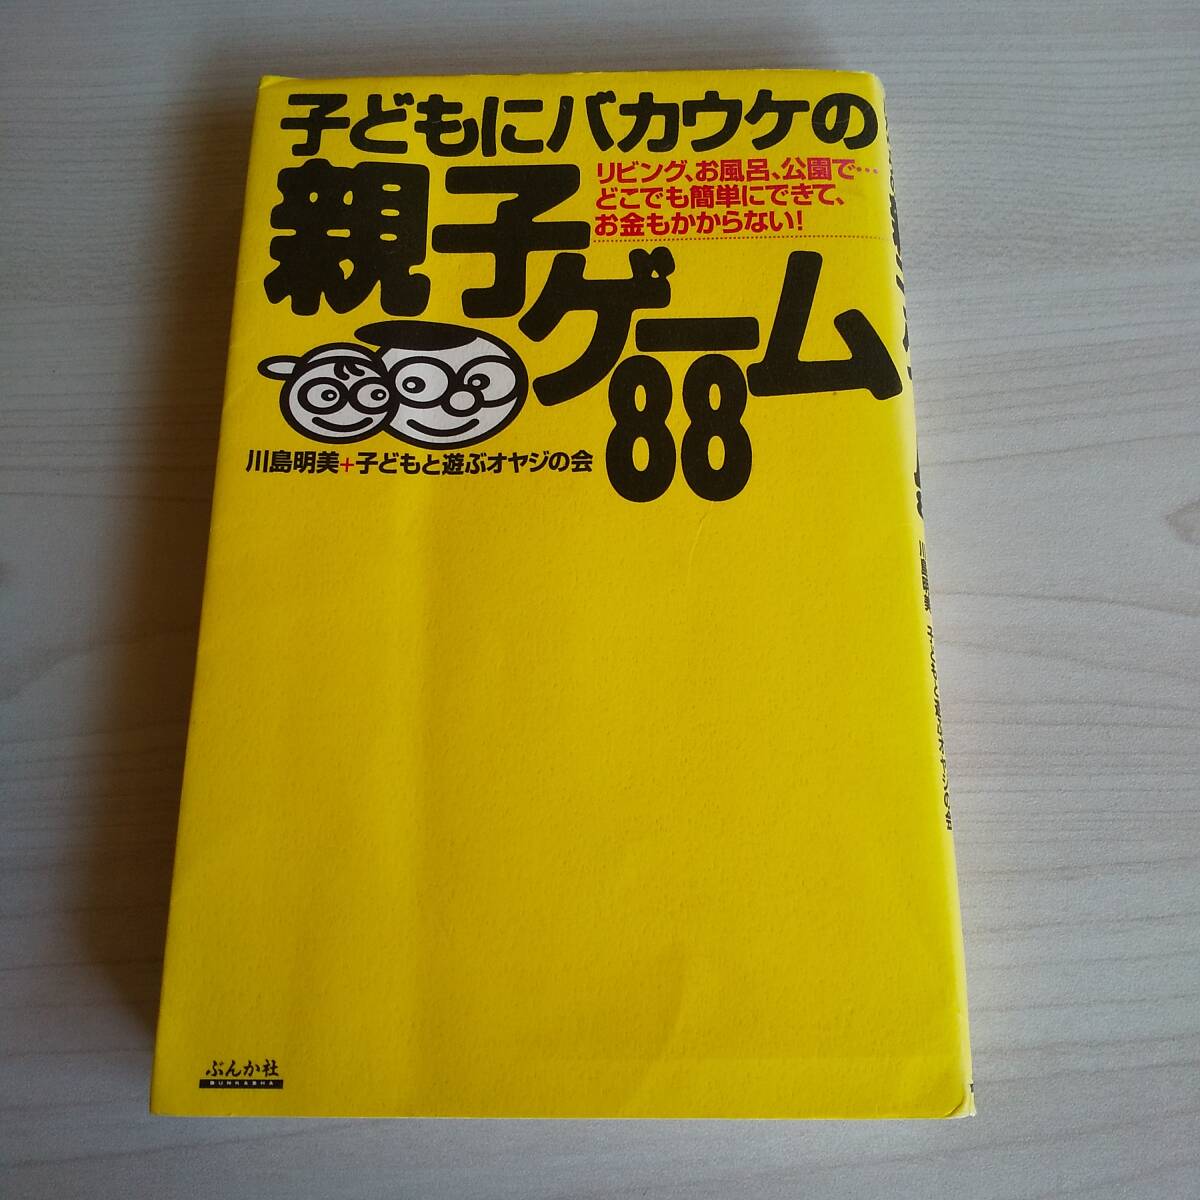 子どもにバカウケの
親子ゲーム
88
リビング、お風呂、公園で…
どこでも簡単にできて、
お金もかからない!
川島明美+子どもと遊ぶオヤジの会
ぶんか社
BUNKASHA